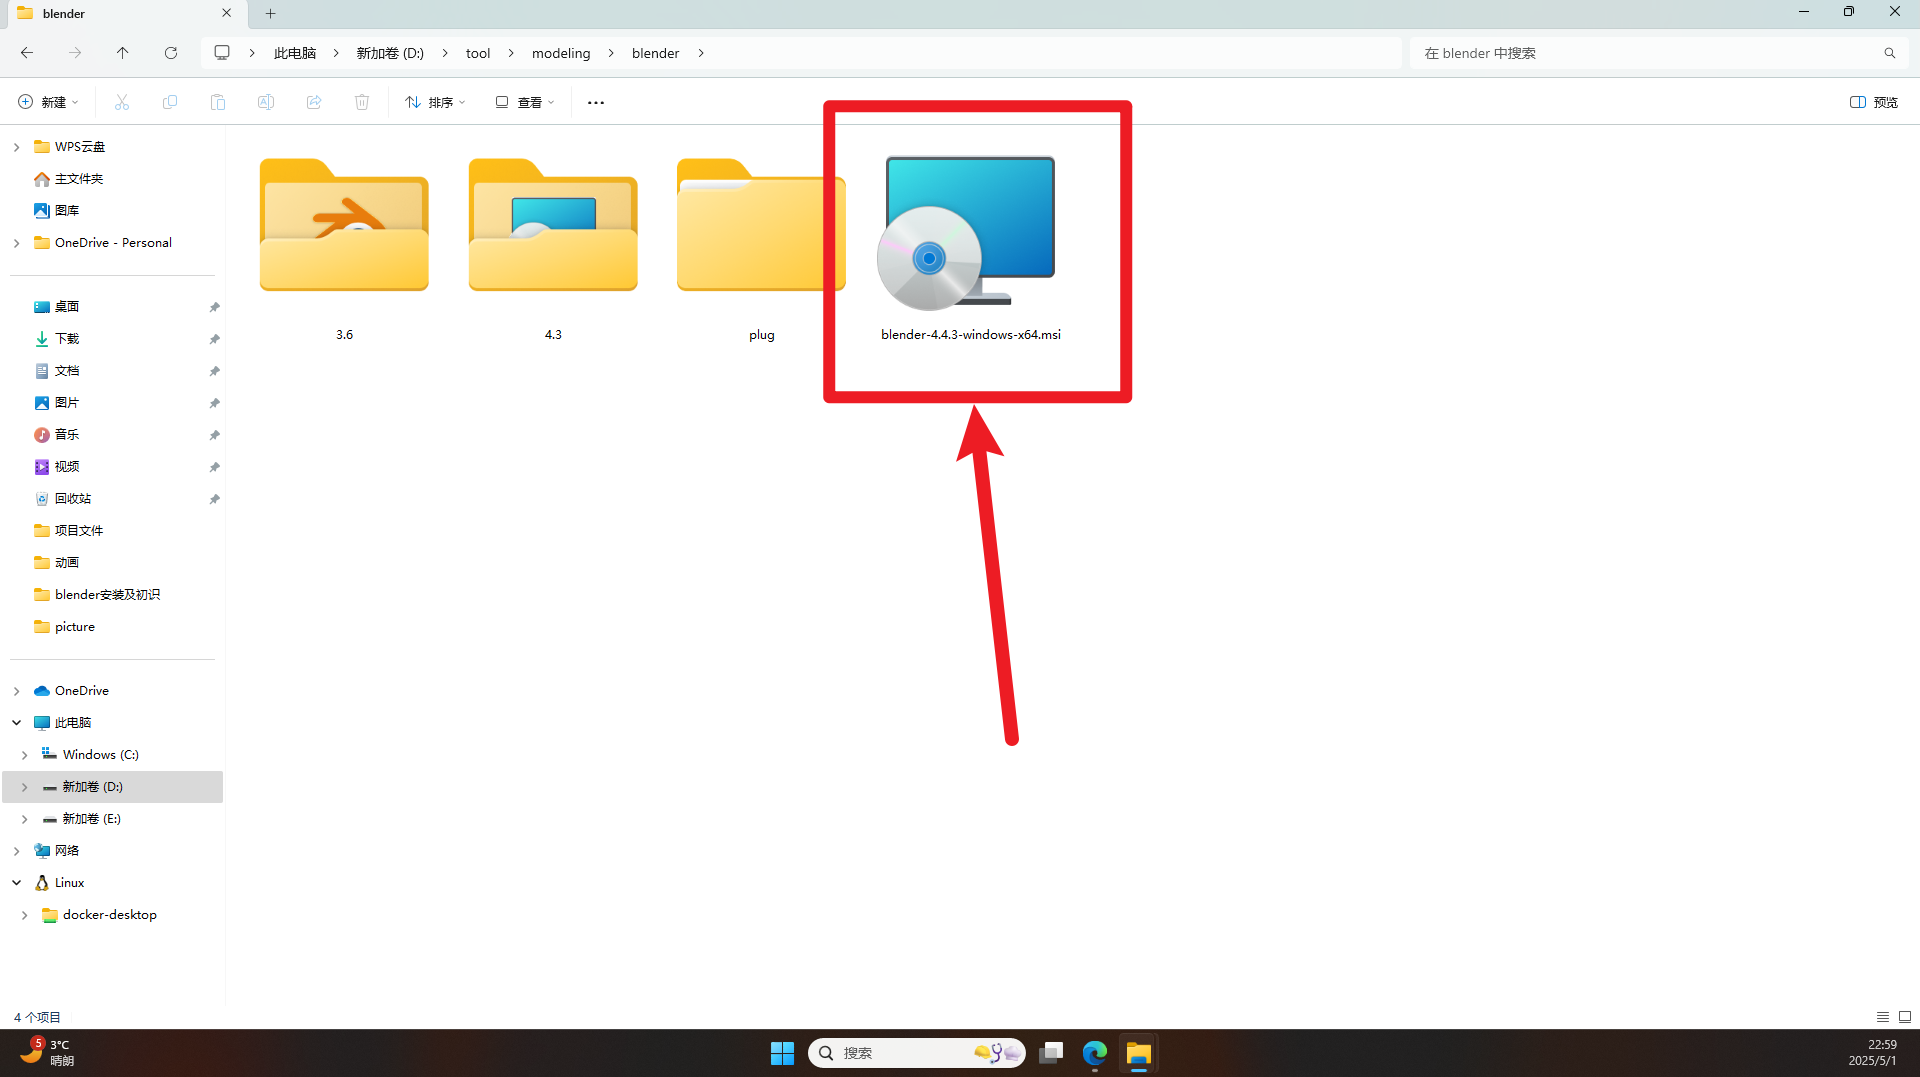 blender
此电脑
新加卷 (D:)
tool
modeling
blender
在 blender 中搜索
新建
排序
查看
预览
WPS云盘
主文件夹
图库
OneDrive - Personal
桌面
下载
文档
图片
音乐
视频
回收站
项目文件
动画
blender安装及初识
picture
OneDrive
此电脑
Windows (C:)
新加卷 (D:)
新加卷 (E:)
网络
Linux
docker-desktop
3.6
4.3
plug
blender-4.4.3-windows-x64.msi
4 个项目
5
3°C
晴朗
搜索
22:59
2025/5/1